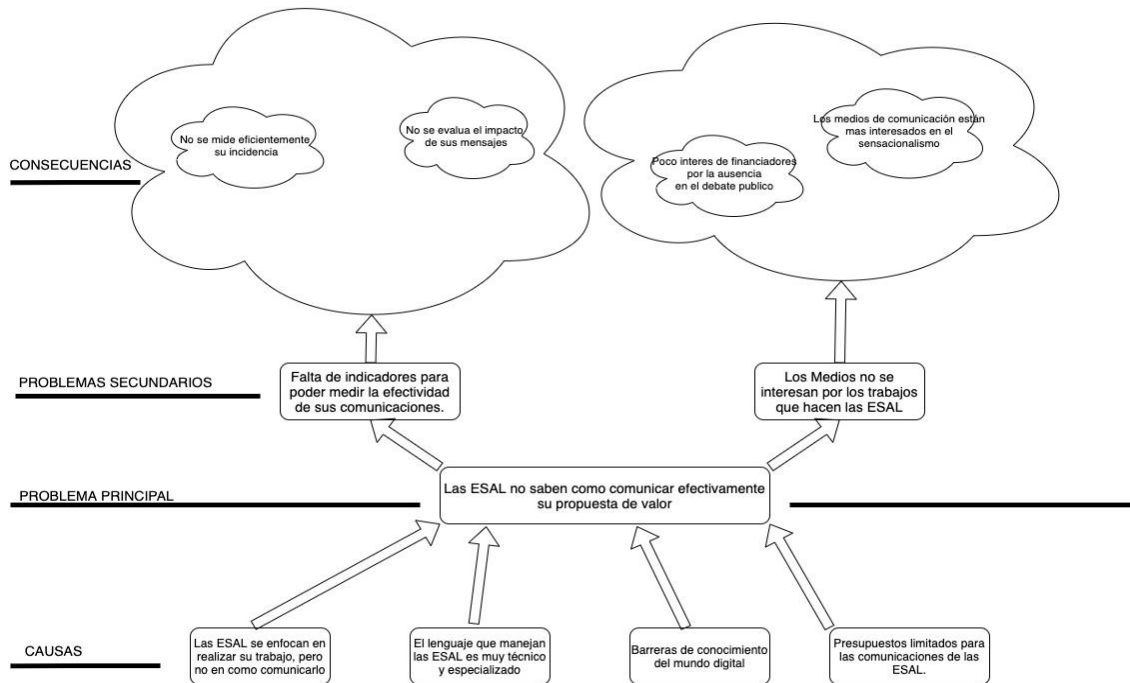 No se mide eficientemente
su incidencia
No se evalua el impacto
de sus mensajes
Los medios de comunicación están
mas interesados en el
sensacionalismo
Poco interes de financiadores
por la ausencia
en el debate publico
CONSECUENCIAS
PROBLEMAS SECUNDARIOS
Falta de indicadores para
poder medir la efectividad
de sus comunicaciones.
Los Medios no se
interesan por los trabajos
que hacen las ESAL
PROBLEMA PRINCIPAL
Las ESAL no saben como comunicar efectivamente
su propuesta de valor
CAUSAS
Las ESAL se enfocan en
realizar su trabajo, pero
no en como comunicarlo
El lenguaje que manejan
las ESAL es muy técnico
y especializado
Barreras de conocimiento
del mundo digital
Presupuestos limitados para
las comunicaciones de las
ESAL.